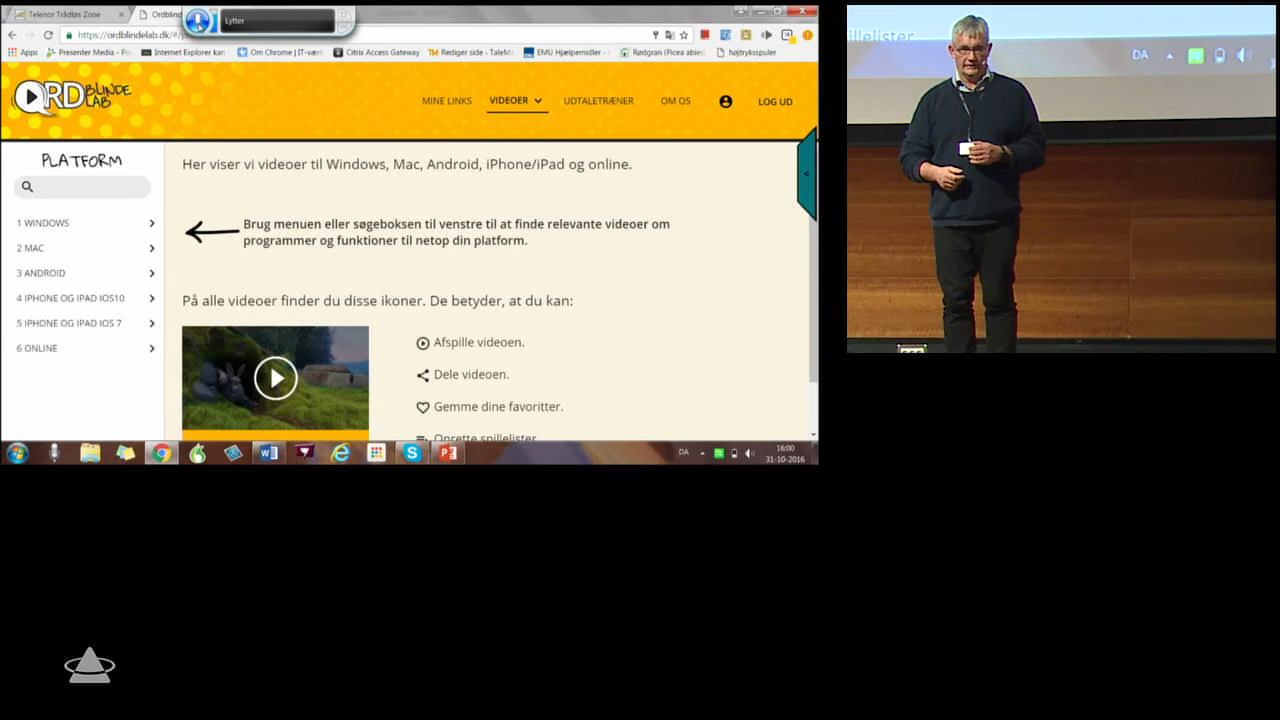 Telenor Trådløs Zone
Ordblind
Lytter
https://ordblindelab.dk/#/
Apps
Presenter Media - Po
Internet Explorer kan
Om Chrome | IT-værk
Citrix Access Gateway
TM Rediger side - TaleMa
EMU Hjælpemidler -
Rødgran (Picea abies)
højtryksspuler
ORD BLINDE LAB
MINE LINKS
VIDEOER
UDTALETRÆNER
OM OS
LOG UD
PLATFORM
1 WINDOWS
2 MAC
3 ANDROID
4 IPHONE OG IPAD IOS10
5 IPHONE OG IPAD IOS 7
6 ONLINE
Her viser vi videoer til Windows, Mac, Android, iPhone/iPad og online.
Brug menuen eller søgeboksen til venstre til at finde relevante videoer om
programmer og funktioner til netop din platform.
På alle videoer finder du disse ikoner. De betyder, at du kan:
Afspille videoen.
Dele videoen.
Gemme dine favoritter.
Oprette spillelister
DA
16:00
31-10-2016
illelister
DA